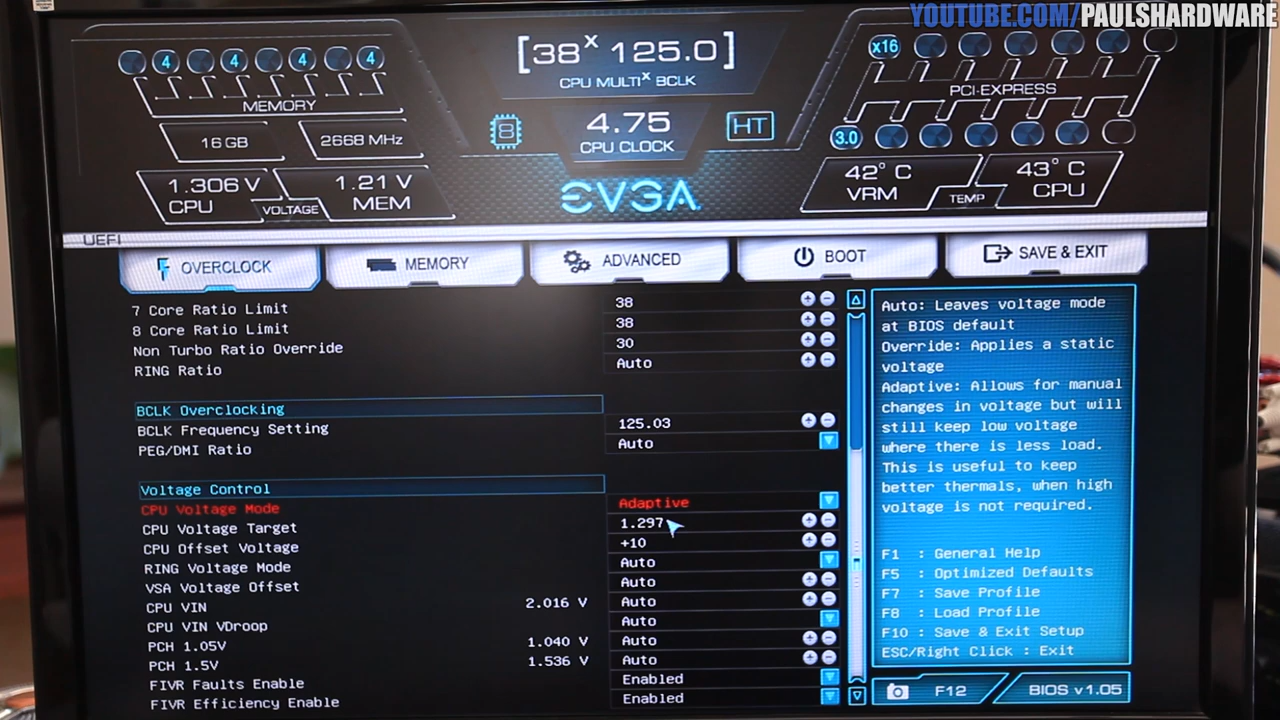 YOUTUBE.COM/PAULSHARDWARE
4 4 4 4
MEMORY
16 GB 2668 MHz
1.306 V CPU
VOLTAGE
1.21 V MEM
[38x 125.0]
CPU MULTIx BCLK
8
4.75
CPU CLOCK
HT
EVGA
x16
PCI-EXPRESS
3.0
42° C VRM
TEMP
43° C CPU
UEFI
OVERCLOCK MEMORY ADVANCED BOOT SAVE & EXIT
7 Core Ratio Limit 38
8 Core Ratio Limit 38
Non Turbo Ratio Override 30
RING Ratio Auto
BCLK Overclocking
BCLK Frequency Setting 125.03
PEG/DMI Ratio Auto
Voltage Control
CPU Voltage Mode Adaptive
CPU Voltage Target 1.297
CPU Offset Voltage +10
RING Voltage Mode Auto
VSA Voltage Offset Auto
CPU VIN 2.016 V Auto
CPU VIN VDroop Auto
PCH 1.05V 1.040 V Auto
PCH 1.5V 1.536 V Auto
FIVR Faults Enable Enabled
FIVR Efficiency Enable Enabled
Auto: Leaves voltage mode
at BIOS default
Override: Applies a static
voltage
Adaptive: Allows for manual
changes in voltage but will
still keep low voltage
where there is less load.
This is useful to keep
better thermals, when high
voltage is not required.
F1 : General Help
F5 : Optimized Defaults
F7 : Save Profile
F8 : Load Profile
F10 : Save & Exit Setup
ESC/Right Click : Exit
F12 BIOS v1.05